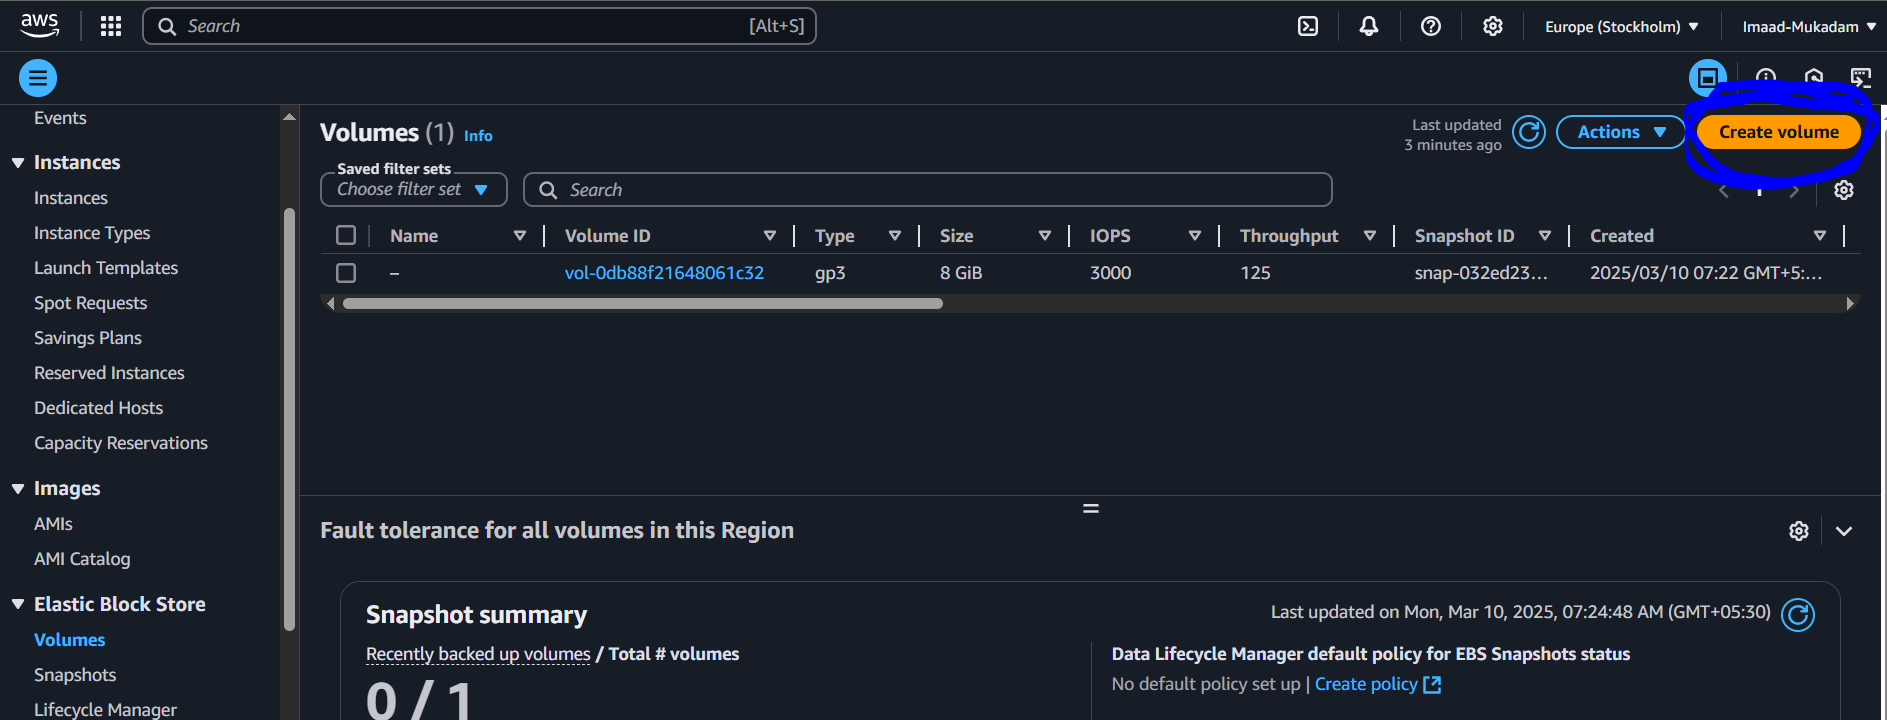 aws
Search [Alt+S]
Europe (Stockholm)
Imaad-Mukadam
Events
Instances
Instances
Instance Types
Launch Templates
Spot Requests
Savings Plans
Reserved Instances
Dedicated Hosts
Capacity Reservations
Images
AMIs
AMI Catalog
Elastic Block Store
Volumes
Snapshots
Lifecycle Manager
Volumes (1) Info
Last updated
3 minutes ago
Actions
Create volume
Saved filter sets
Choose filter set
Search
1
Name Volume ID Type Size IOPS Throughput Snapshot ID Created
– vol-0db88f21648061c32 gp3 8 GiB 3000 125 snap-032ed23... 2025/03/10 07:22 GMT+5:...
Fault tolerance for all volumes in this Region
Snapshot summary
Last updated on Mon, Mar 10, 2025, 07:24:48 AM (GMT+05:30)
Recently backed up volumes / Total # volumes
0 / 1
Data Lifecycle Manager default policy for EBS Snapshots status
No default policy set up | Create policy